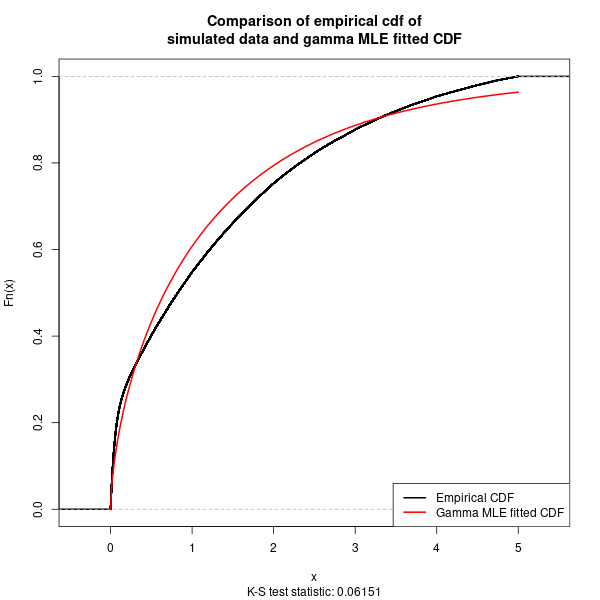 Comparison of empirical cdf of
simulated data and gamma MLE fitted CDF
Fn(x)
1.0
0.8
0.6
0.4
0.2
0.0
0 1 2 3 4 5
Empirical CDF
Gamma MLE fitted CDF
x
K-S test statistic: 0.06151